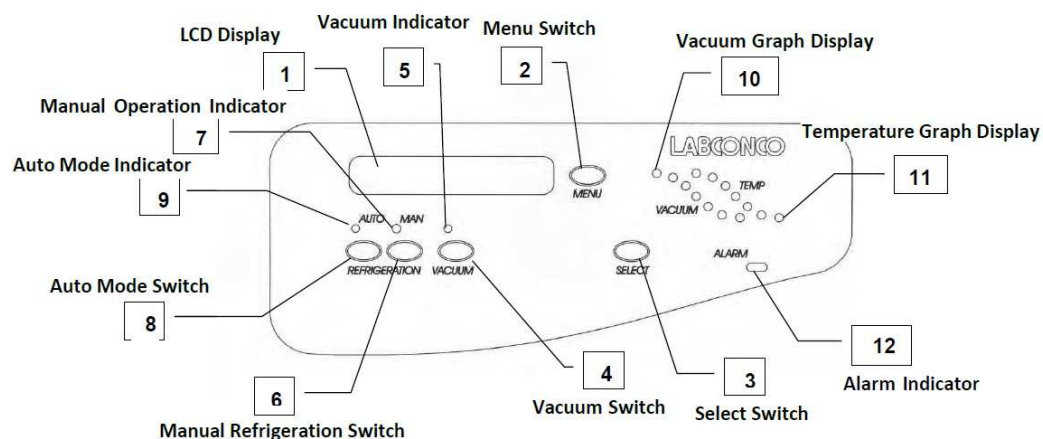 Vacuum Indicator
Menu Switch
Vacuum Graph Display
LCD Display
1
5
2
10
Manual Operation Indicator
7
LABCONCO
Temperature Graph Display
11
Auto Mode Indicator
9
MENU
TEMP
VACUUM
AUTO
MAN
REFRIGERATION
VACUUM
SELECT
ALARM
Auto Mode Switch
8
6
4
3
12
Manual Refrigeration Switch
Vacuum Switch
Select Switch
Alarm Indicator